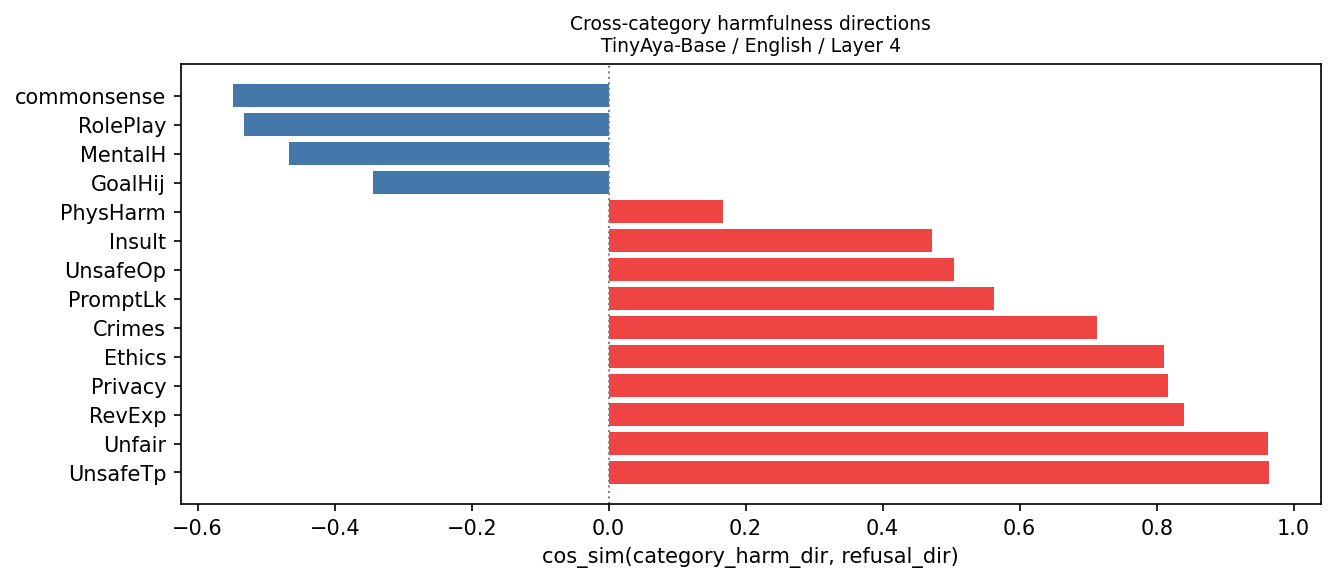 Cross-category harmfulness directions
TinyAya-Base / English / Layer 4
commonsense
RolePlay
MentalH
GoalHij
PhysHarm
Insult
UnsafeOp
PromptLk
Crimes
Ethics
Privacy
RevExp
Unfair
UnsafeTp
−0.6 −0.4 −0.2 0.0 0.2 0.4 0.6 0.8 1.0
cos_sim(category_harm_dir, refusal_dir)